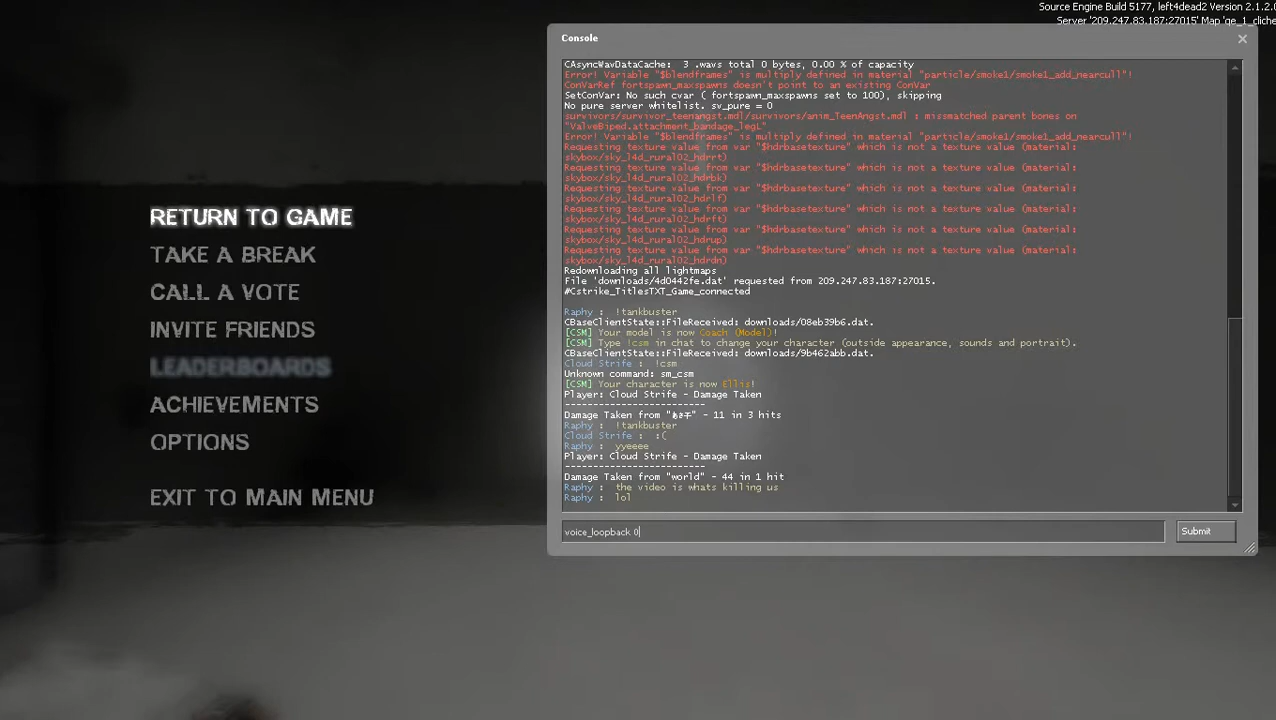 Source Engine Build 5177, left4dead2 Version 2.1.2.0
Server '209.247.83.187:27015' Map 'ge_1_cliche
Console
CAsyncWavDataCache: 3 .wavs total 0 bytes, 0.00 % of capacity
Error! Variable "$blendframes" is multiply defined in material "particle/smoke1/smoke1_add_nearcull"!
ConVarRef fortspawn_maxspawns doesn't point to an existing ConVar
SetConVar: No such cvar ( fortspawn_maxspawns set to 100), skipping
No pure server whitelist. sv_pure = 0
survivors/survivor_teenangst.mdl/survivors/anim_TeenAngst.mdl : missmatched parent bones on
"ValveBiped.attachment_bandage_legL"
Error! Variable "$blendframes" is multiply defined in material "particle/smoke1/smoke1_add_nearcull"!
Requesting texture value from var "$hdrbasetexture" which is not a texture value (material:
skybox/sky_l4d_rural02_hdrrt)
Requesting texture value from var "$hdrbasetexture" which is not a texture value (material:
skybox/sky_l4d_rural02_hdrbk)
Requesting texture value from var "$hdrbasetexture" which is not a texture value (material:
skybox/sky_l4d_rural02_hdrlf)
Requesting texture value from var "$hdrbasetexture" which is not a texture value (material:
skybox/sky_l4d_rural02_hdrft)
Requesting texture value from var "$hdrbasetexture" which is not a texture value (material:
skybox/sky_l4d_rural02_hdrup)
Requesting texture value from var "$hdrbasetexture" which is not a texture value (material:
skybox/sky_l4d_rural02_hdrdn)
Redownloading all lightmaps
File 'downloads/4d0442fe.dat' requested from 209.247.83.187:27015.
#Cstrike_TitlesTXT_Game_connected
Raphy : !tankbuster
CBaseClientState::FileReceived: downloads/08eb39b6.dat.
[CSM] Your model is now Coach (Model)!
[CSM] Type !csm in chat to change your character (outside appearance, sounds and portrait).
CBaseClientState::FileReceived: downloads/9b462abb.dat.
Cloud Strife : !csm
Unknown command: sm_csm
[CSM] Your character is now Ellis!
Player: Cloud Strife - Damage Taken
-------------------------
Damage Taken from " " - 11 in 3 hits
Raphy : !tankbuster
Cloud Strife : :(
Raphy : yyeeee
Player: Cloud Strife - Damage Taken
-------------------------
Damage Taken from "world" - 44 in 1 hit
Raphy : the video is whats killing us
Raphy : lol
voice_loopback 0
Submit
RETURN TO GAME
TAKE A BREAK
CALL A VOTE
INVITE FRIENDS
LEADERBOARDS
ACHIEVEMENTS
OPTIONS
EXIT TO MAIN MENU